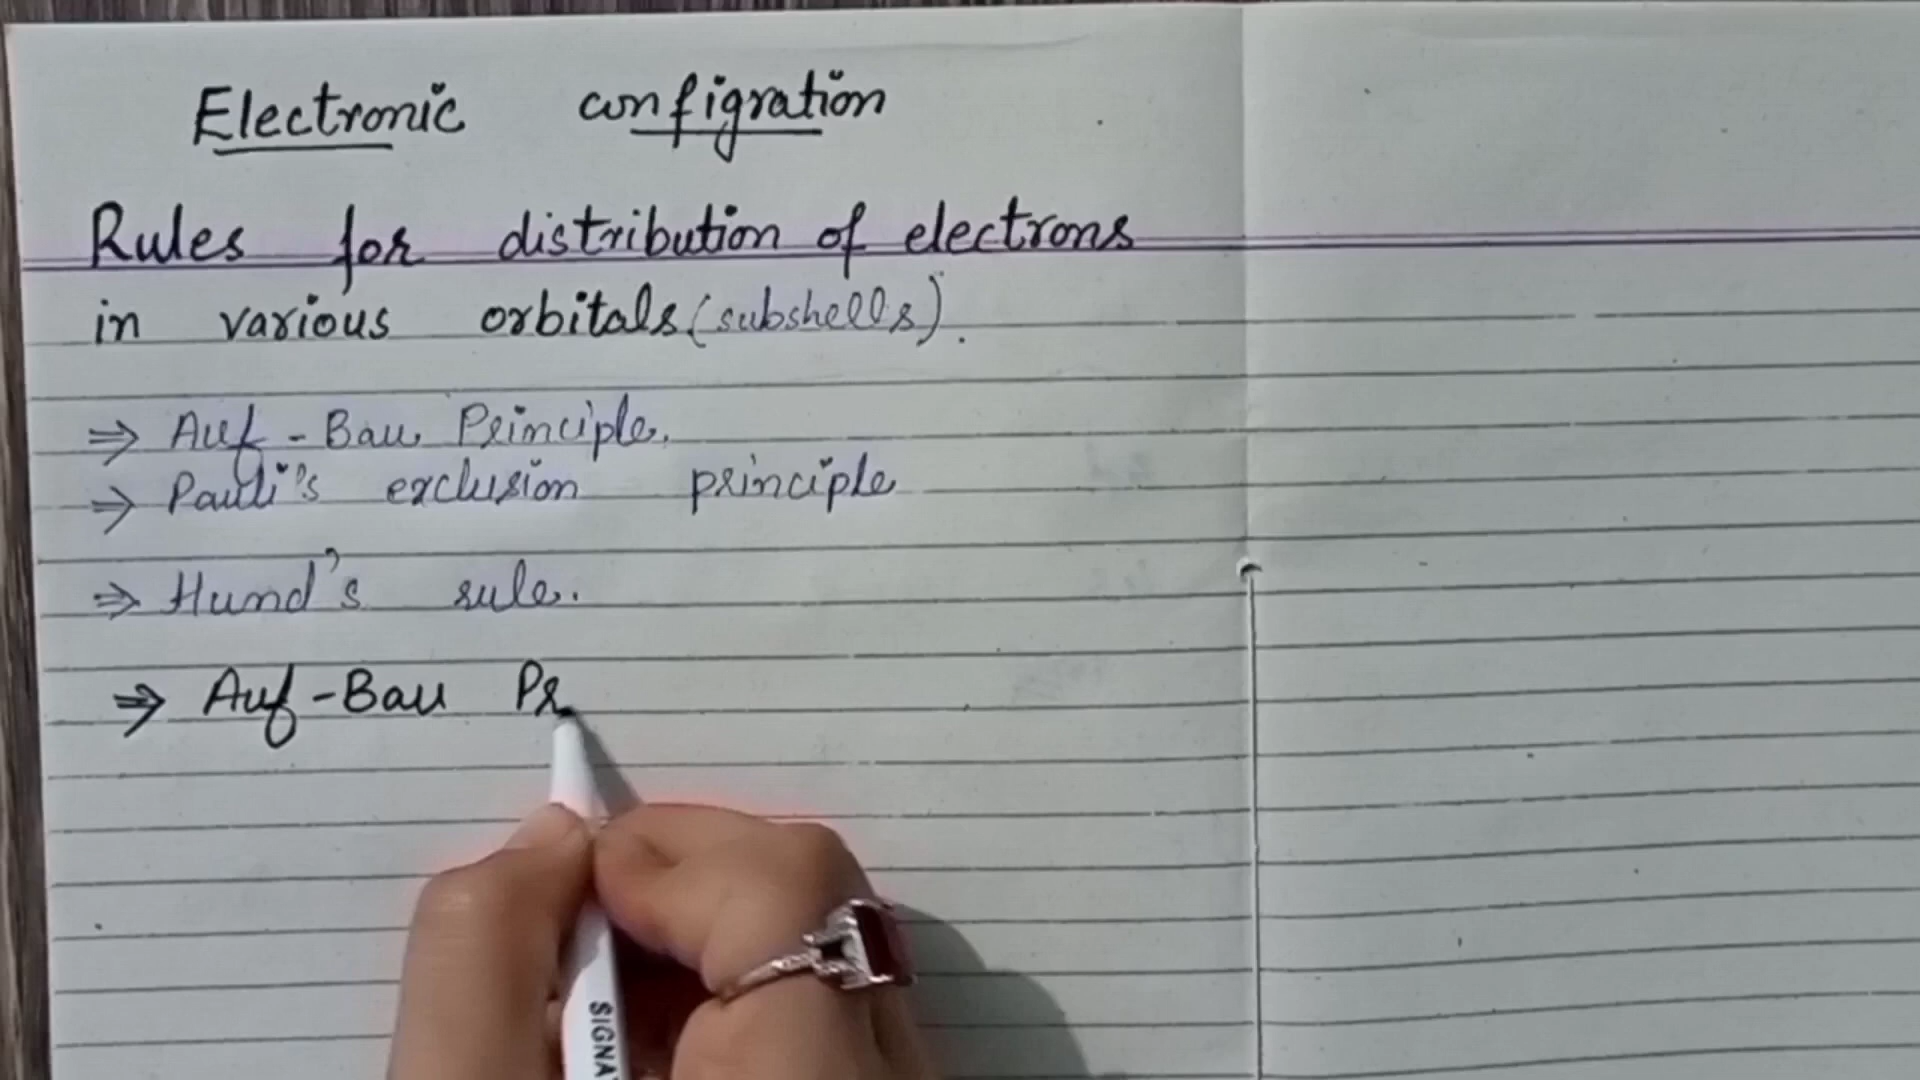 Electronic configration
Rules for distribution of electrons
in various orbitals (subshells).
⇒ Auf-Bau Principle.
⇒ Pauli's exclusion principle
⇒ Hund's rule.
⇒ Auf-Bau Pr
SIGNA